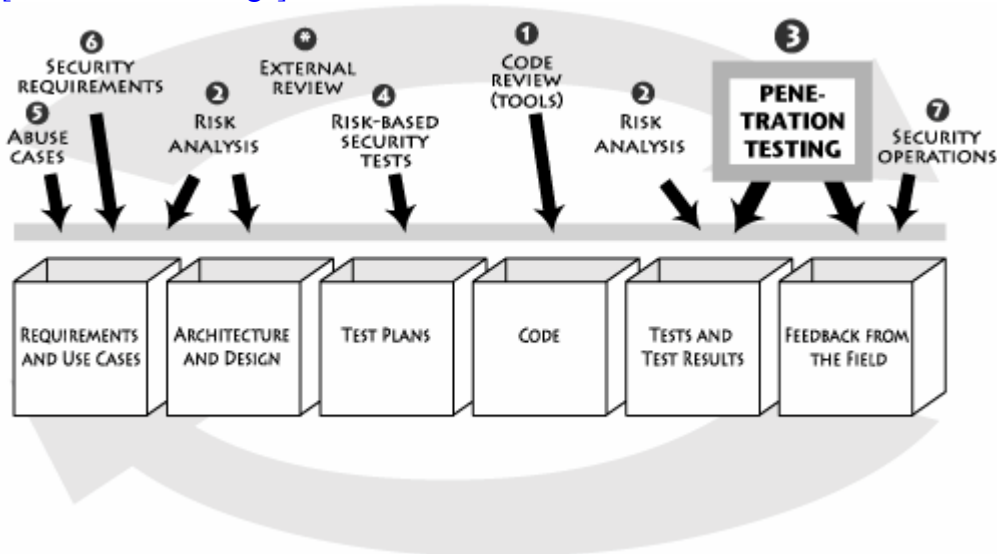 6
SECURITY
REQUIREMENTS
5
ABUSE
CASES
2
RISK
ANALYSIS
*
EXTERNAL
REVIEW
4
RISK-BASED
SECURITY
TESTS
1
CODE
REVIEW
(TOOLS)
2
RISK
ANALYSIS
3
PENE-
TRATION
TESTING
7
SECURITY
OPERATIONS
REQUIREMENTS
AND USE CASES
ARCHITECTURE
AND DESIGN
TEST PLANS
CODE
TESTS AND
TEST RESULTS
FEEDBACK FROM
THE FIELD